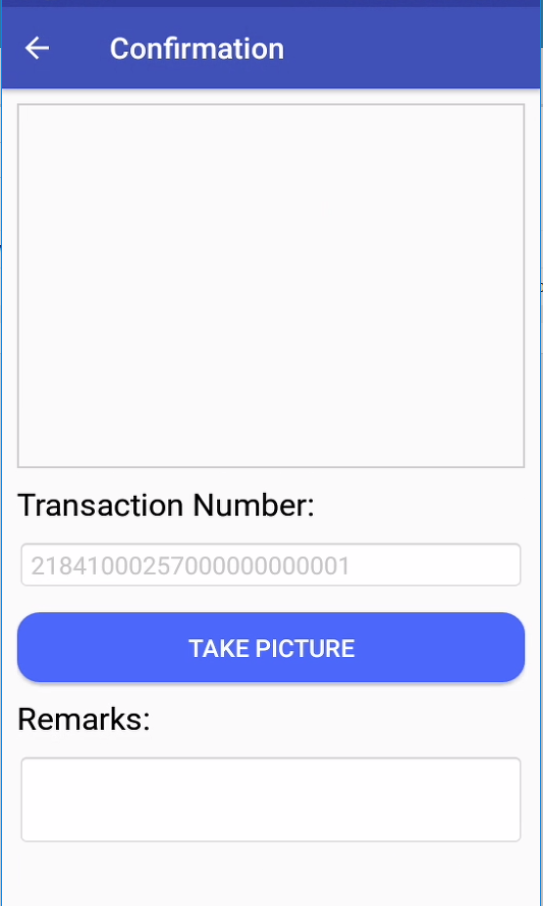 Confirmation
Transaction Number:
21841000257000000000001
TAKE PICTURE
Remarks: